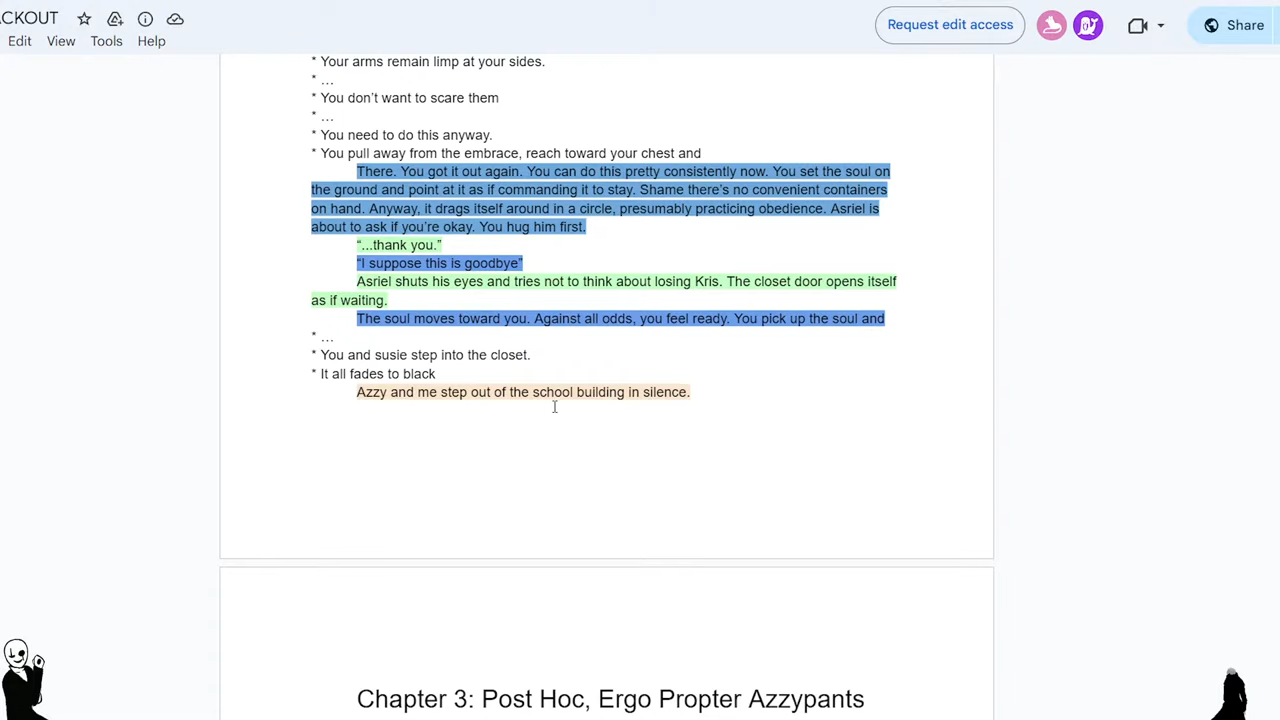 CKOUT
Request edit access
Share
Edit View Tools Help
* Your arms remain limp at your sides.
* …
* You don’t want to scare them
* …
* You need to do this anyway.
* You pull away from the embrace, reach toward your chest and
There. You got it out again. You can do this pretty consistently now. You set the soul on
the ground and point at it as if commanding it to stay. Shame there’s no convenient containers
on hand. Anyway, it drags itself around in a circle, presumably practicing obedience. Asriel is
about to ask if you’re okay. You hug him first.
“...thank you.”
“I suppose this is goodbye”
Asriel shuts his eyes and tries not to think about losing Kris. The closet door opens itself
as if waiting.
The soul moves toward you. Against all odds, you feel ready. You pick up the soul and
* …
* You and susie step into the closet.
* It all fades to black
Azzy and me step out of the school building in silence.
Chapter 3: Post Hoc, Ergo Propter Azzypants